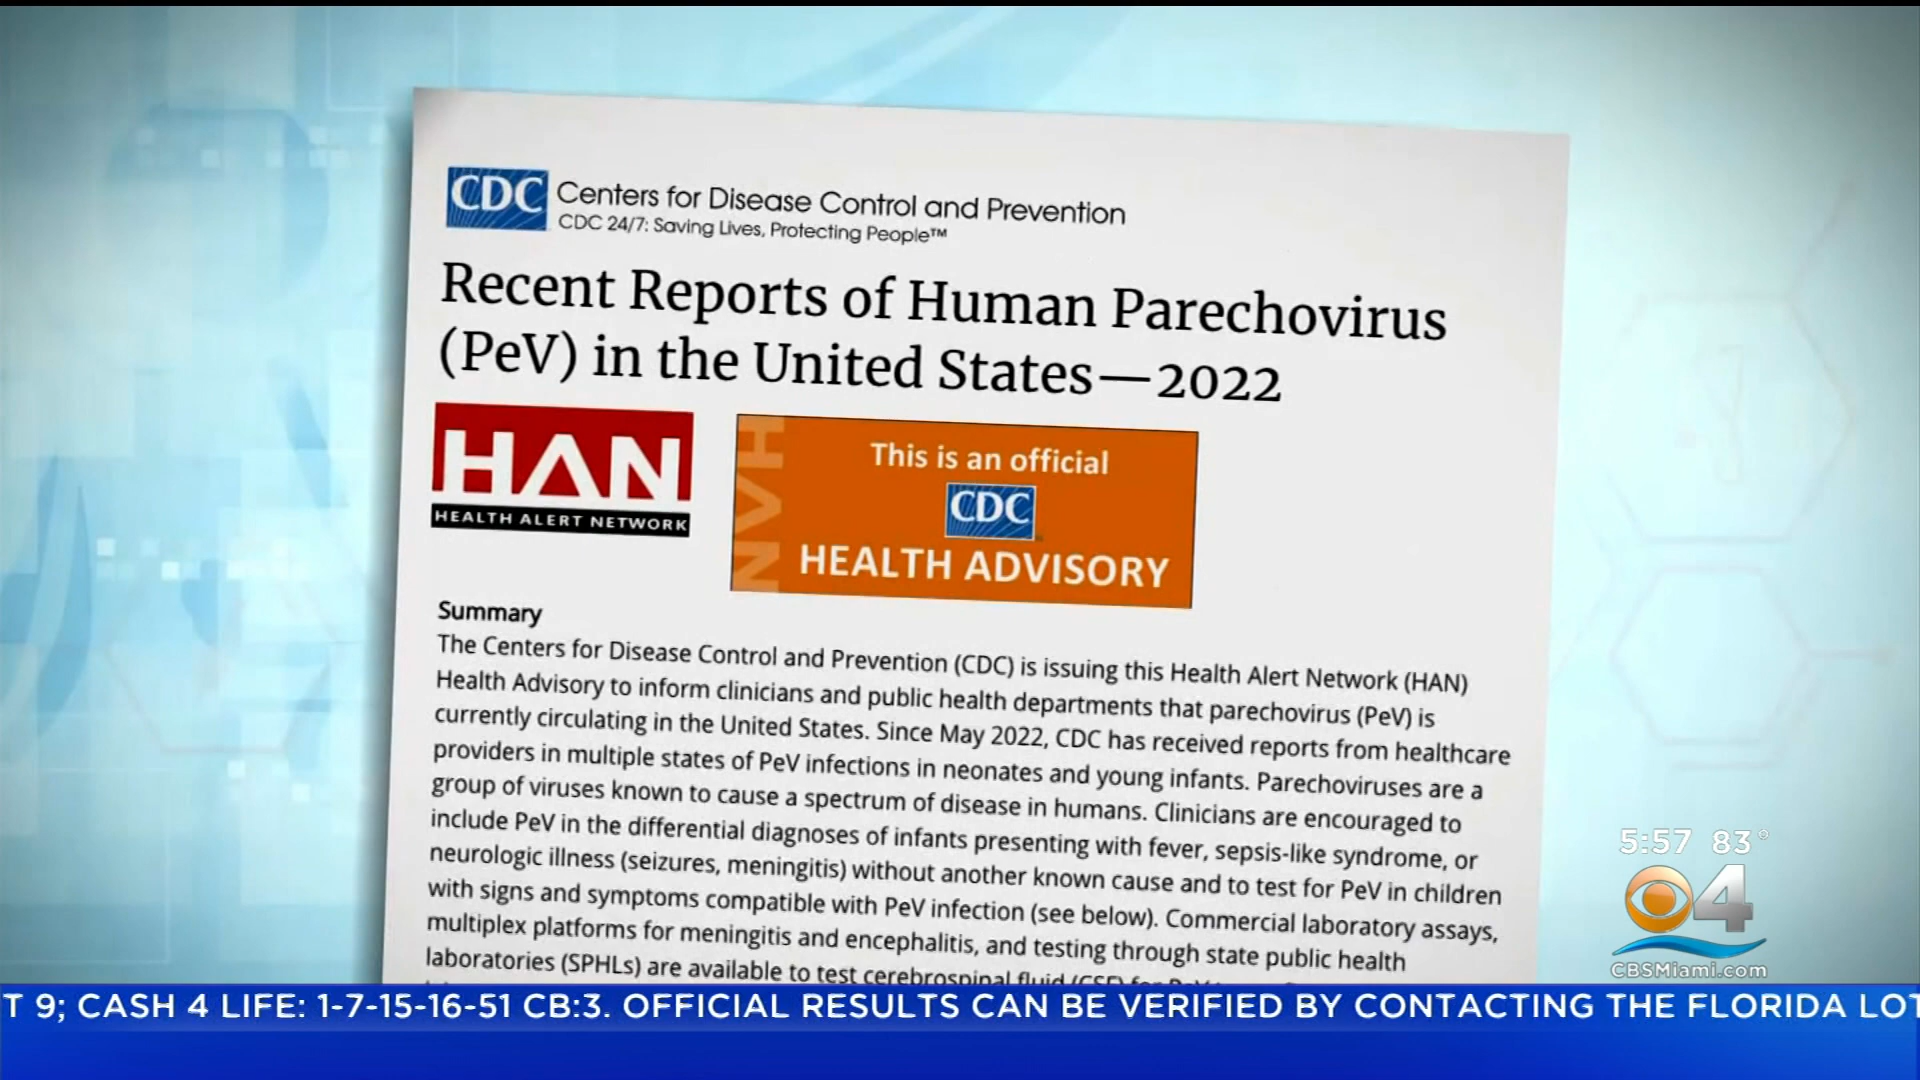 CDC Centers for Disease Control and Prevention
CDC 24/7: Saving Lives, Protecting People™
Recent Reports of Human Parechovirus
(PeV) in the United States—2022
HAN
HEALTH ALERT NETWORK
HAN
This is an official
CDC
HEALTH ADVISORY
Summary
The Centers for Disease Control and Prevention (CDC) is issuing this Health Alert Network (HAN)
Health Advisory to inform clinicians and public health departments that parechovirus (PeV) is
currently circulating in the United States. Since May 2022, CDC has received reports from healthcare
providers in multiple states of PeV infections in neonates and young infants. Parechoviruses are a
group of viruses known to cause a spectrum of disease in humans. Clinicians are encouraged to
include PeV in the differential diagnoses of infants presenting with fever, sepsis-like syndrome, or
neurologic illness (seizures, meningitis) without another known cause and to test for PeV in children
with signs and symptoms compatible with PeV infection (see below). Commercial laboratory assays,
multiplex platforms for meningitis and encephalitis, and testing through state public health
laboratories (SPHLs) are available to test cerebrospinal fluid (CSF) for PeV
5:57 83°
4
CBSMiami.com
T 9; CASH 4 LIFE: 1-7-15-16-51 CB:3. OFFICIAL RESULTS CAN BE VERIFIED BY CONTACTING THE FLORIDA LOT